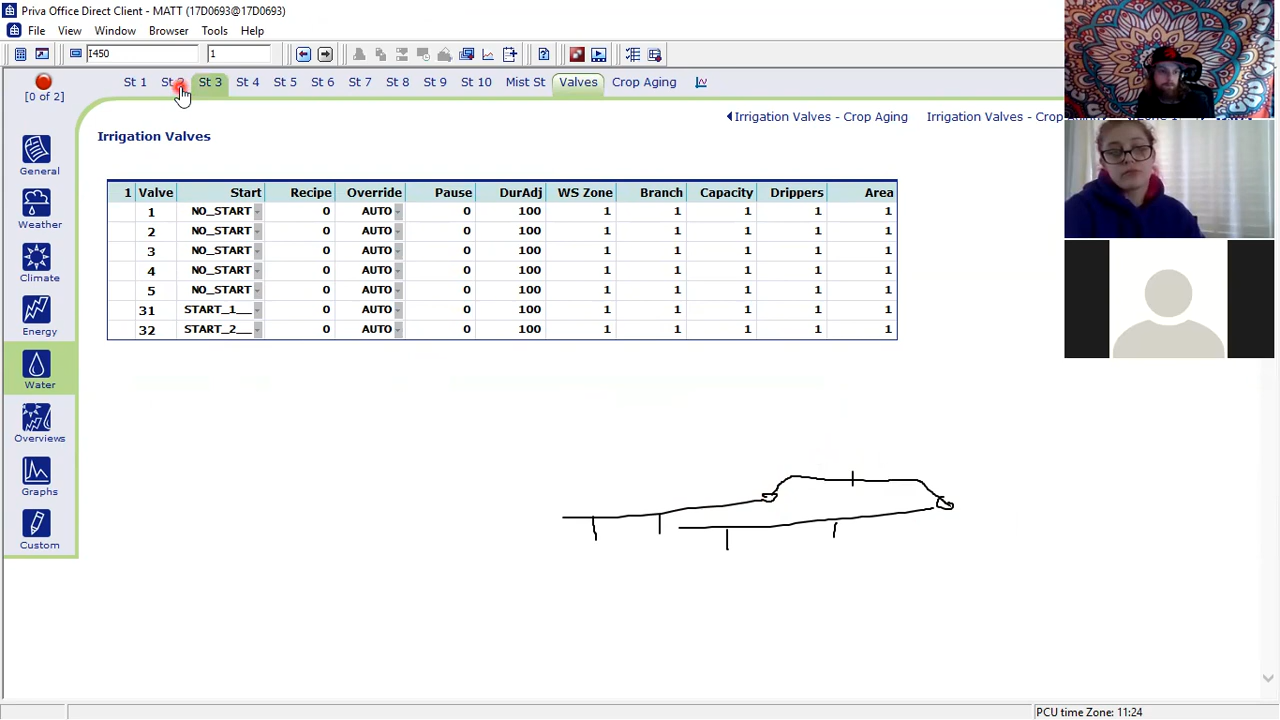 Priva Office Direct Client - MATT (17D0693@17D0693)
File View Window Browser Tools Help
I450 1
[0 of 2]
St 1 St 2 St 3 St 4 St 5 St 6 St 7 St 8 St 9 St 10 Mist St Valves Crop Aging
Irrigation Valves - Crop Aging Irrigation Valves - Crop
Irrigation Valves
1 Valve Start Recipe Override Pause DurAdj WS Zone Branch Capacity Drippers Area
1 NO_START 0 AUTO 0 100 1 1 1 1 1
2 NO_START 0 AUTO 0 100 1 1 1 1 1
3 NO_START 0 AUTO 0 100 1 1 1 1 1
4 NO_START 0 AUTO 0 100 1 1 1 1 1
5 NO_START 0 AUTO 0 100 1 1 1 1 1
31 START_1__ 0 AUTO 0 100 1 1 1 1 1
32 START_2__ 0 AUTO 0 100 1 1 1 1 1
General
Weather
Climate
Energy
Water
Overviews
Graphs
Custom
PCU time Zone: 11:24